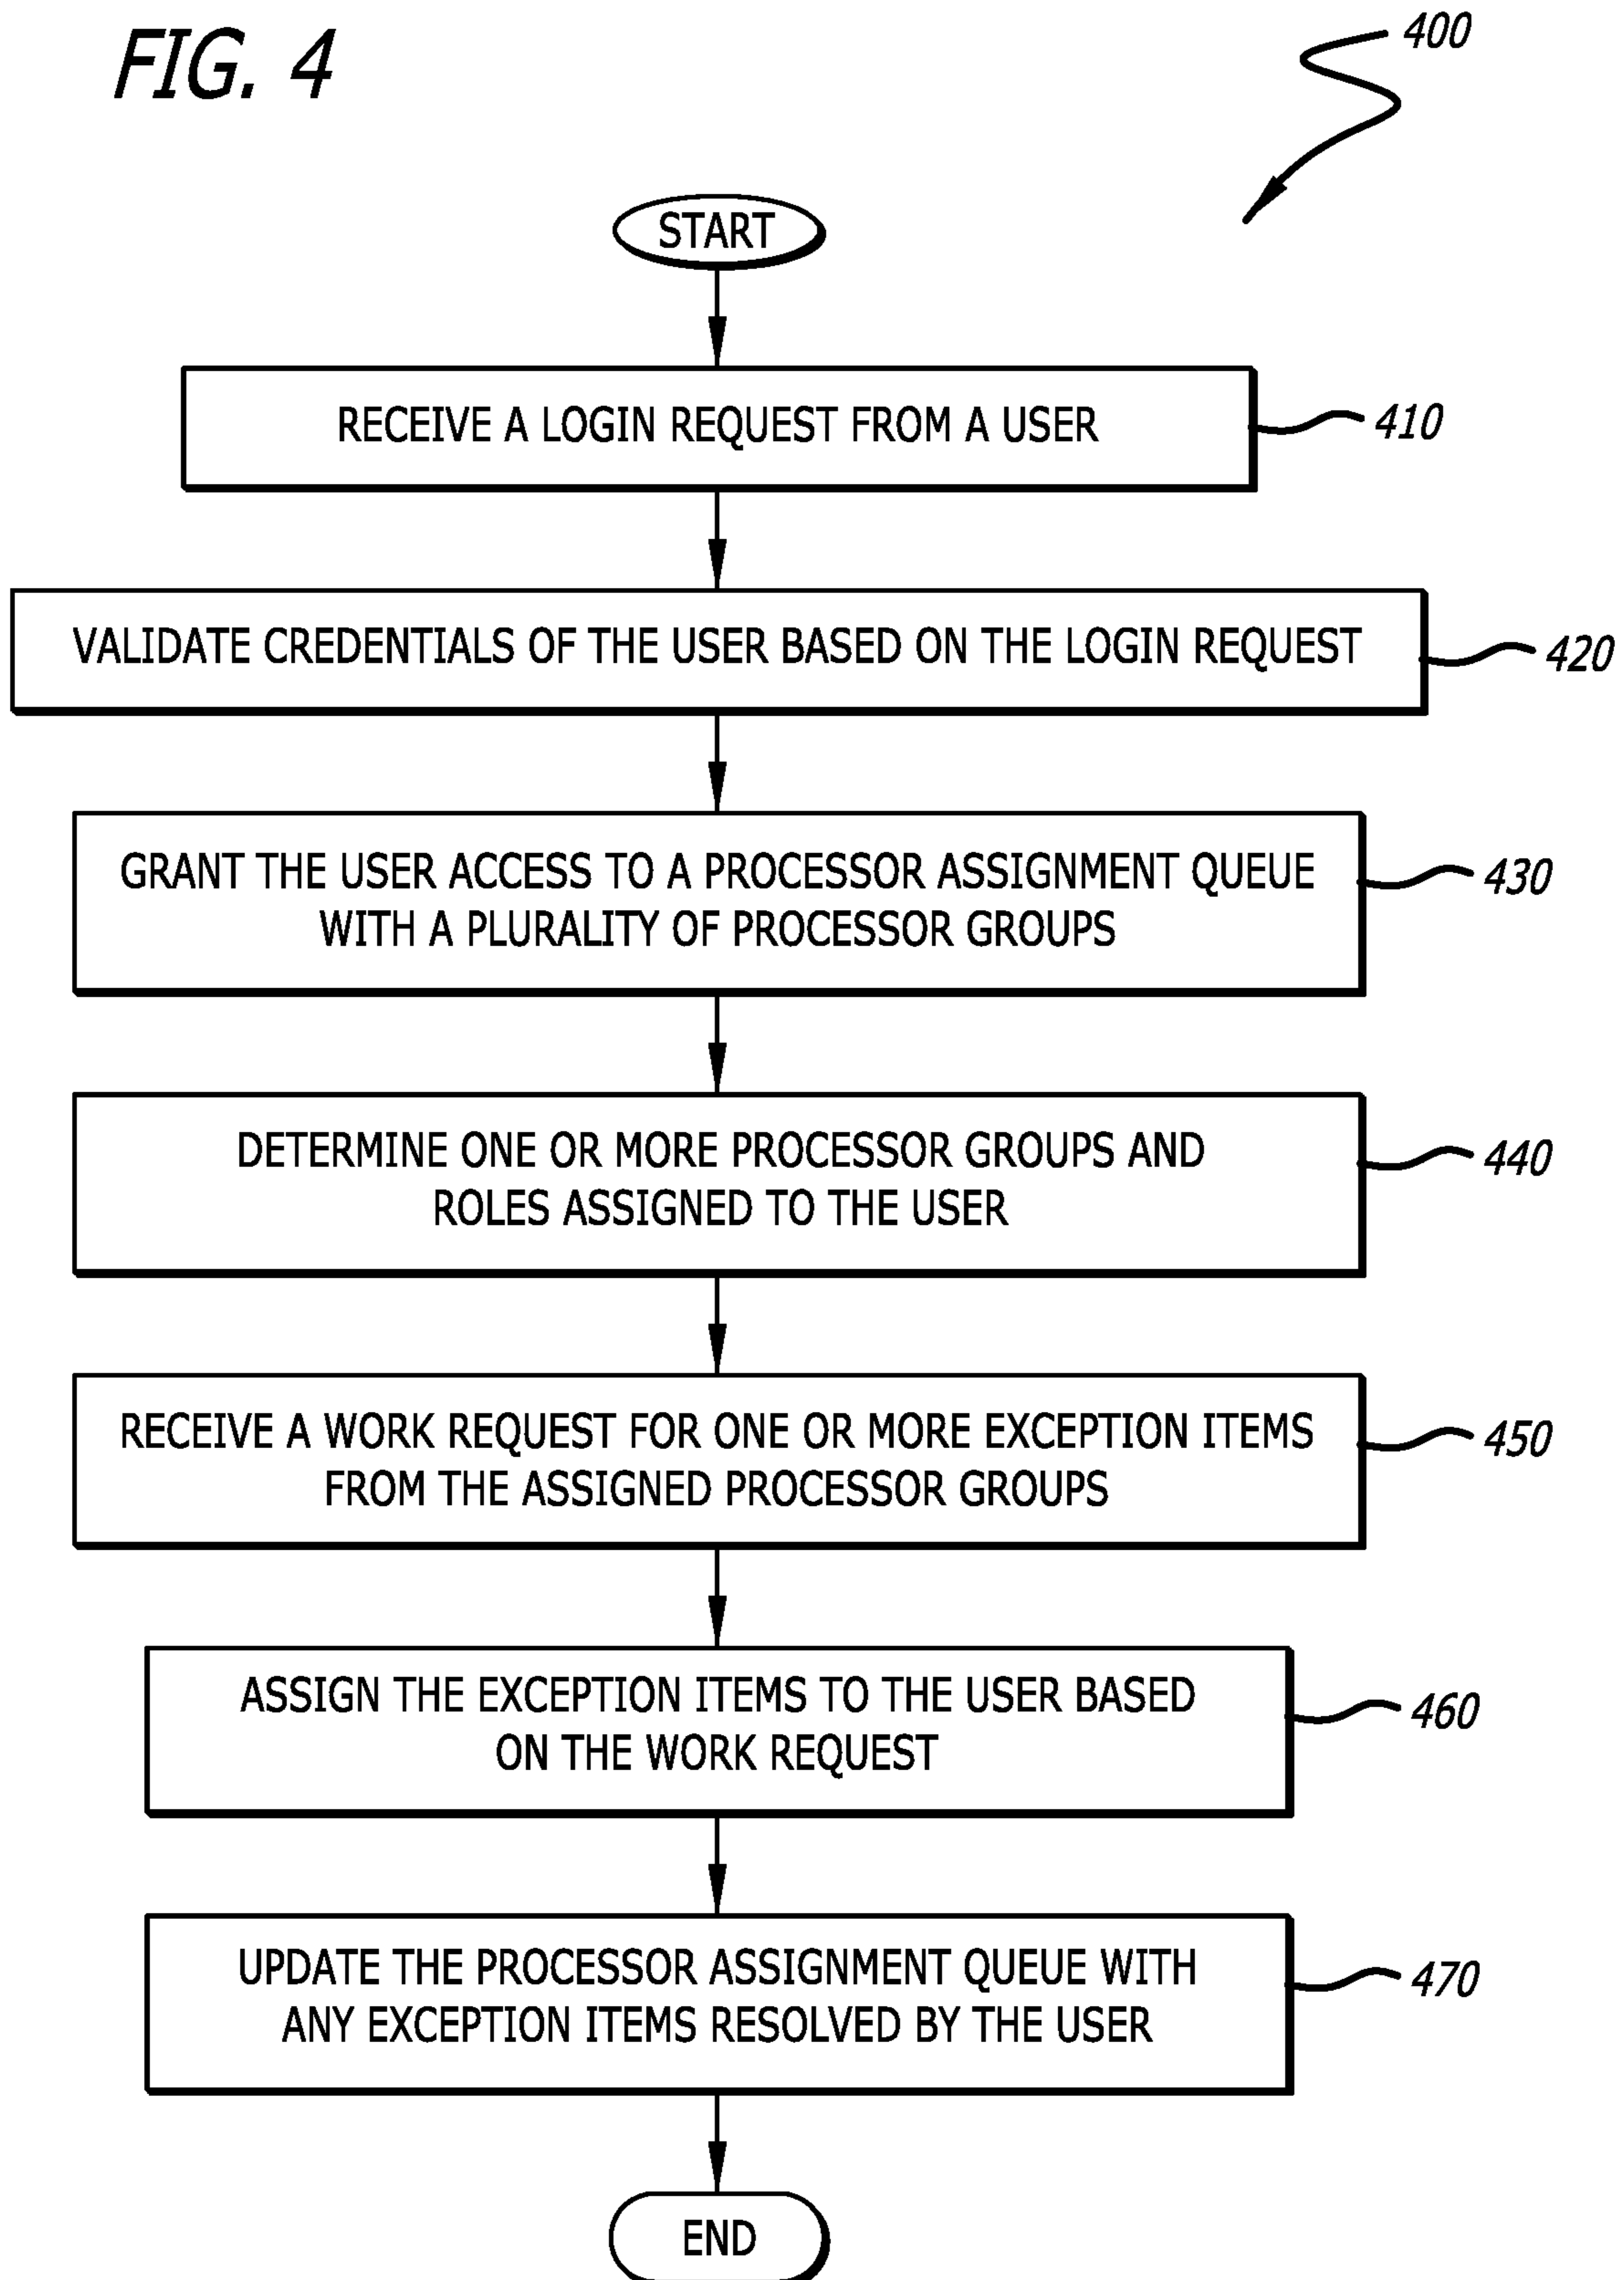 FIG. 4
400
START
RECEIVE A LOGIN REQUEST FROM A USER
410
VALIDATE CREDENTIALS OF THE USER BASED ON THE LOGIN REQUEST
420
GRANT THE USER ACCESS TO A PROCESSOR ASSIGNMENT QUEUE
WITH A PLURALITY OF PROCESSOR GROUPS
430
DETERMINE ONE OR MORE PROCESSOR GROUPS AND
ROLES ASSIGNED TO THE USER
440
RECEIVE A WORK REQUEST FOR ONE OR MORE EXCEPTION ITEMS
FROM THE ASSIGNED PROCESSOR GROUPS
450
ASSIGN THE EXCEPTION ITEMS TO THE USER BASED
ON THE WORK REQUEST
460
UPDATE THE PROCESSOR ASSIGNMENT QUEUE WITH
ANY EXCEPTION ITEMS RESOLVED BY THE USER
470
END